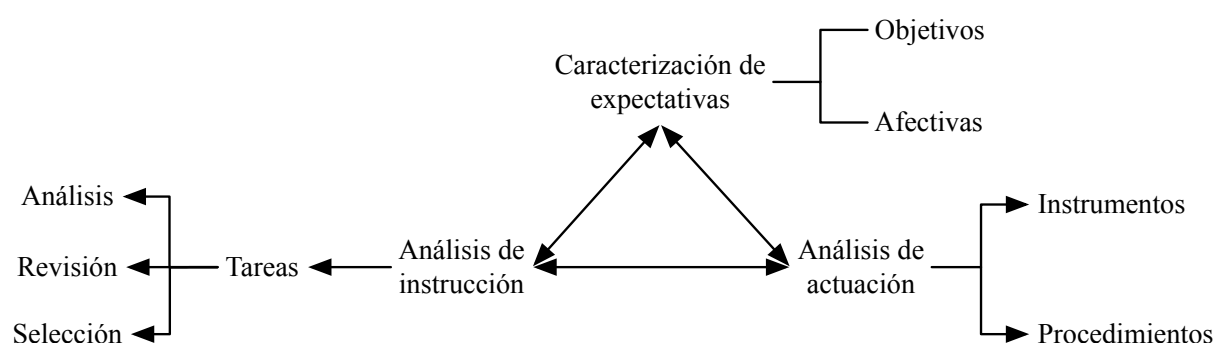 Objetivos
Caracterización de
expectativas
Afectivas
Análisis
Instrumentos
Revisión
Tareas
Análisis de
instrucción
Análisis de
actuación
Selección
Procedimientos